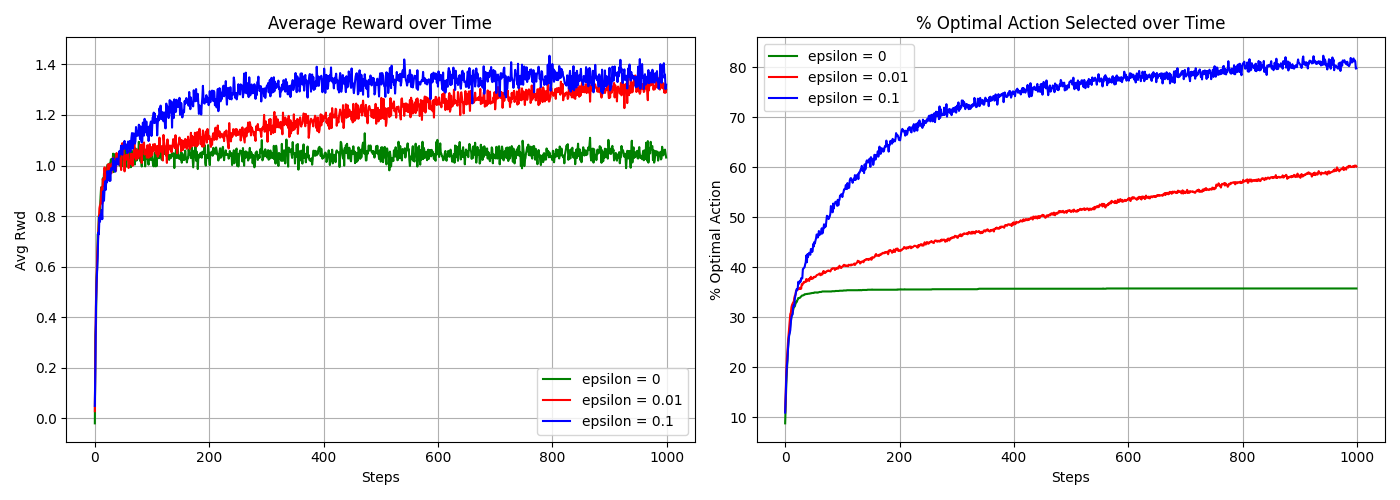 Average Reward over Time
Avg Rwd
1.4
1.2
1.0
0.8
0.6
0.4
0.2
0.0
epsilon = 0
epsilon = 0.01
epsilon = 0.1
0 200 400 600 800 1000
Steps
% Optimal Action Selected over Time
% Optimal Action
epsilon = 0
epsilon = 0.01
epsilon = 0.1
80
70
60
50
40
30
20
10
0 200 400 600 800 1000
Steps